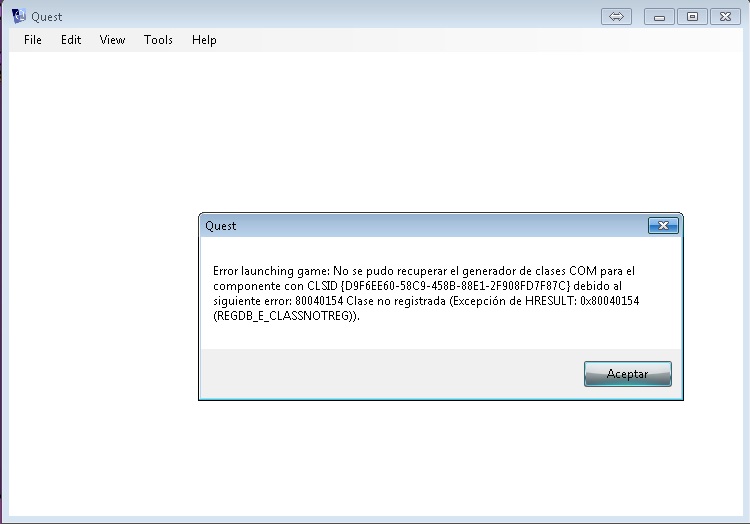 Quest
File Edit View Tools Help
Quest
Error launching game: No se pudo recuperar el generador de clases COM para el
componente con CLSID {D9F6EE60-58C9-458B-88E1-2F908FD7F87C} debido al
siguiente error: 80040154 Clase no registrada (Excepción de HRESULT: 0x80040154
(REGDB_E_CLASSNOTREG)).
Aceptar